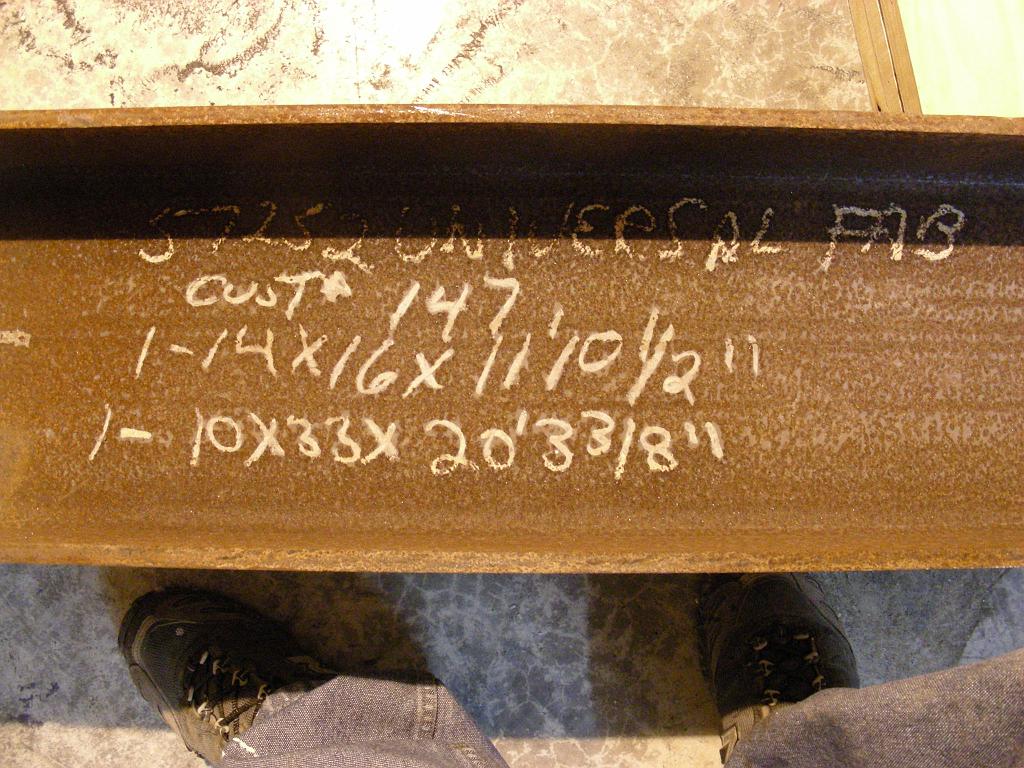 57252 UNIVERSAL FAB
CUST# 147
1-14X16X 11'10 1/2"
1- 10X33X 20'3 3/8"